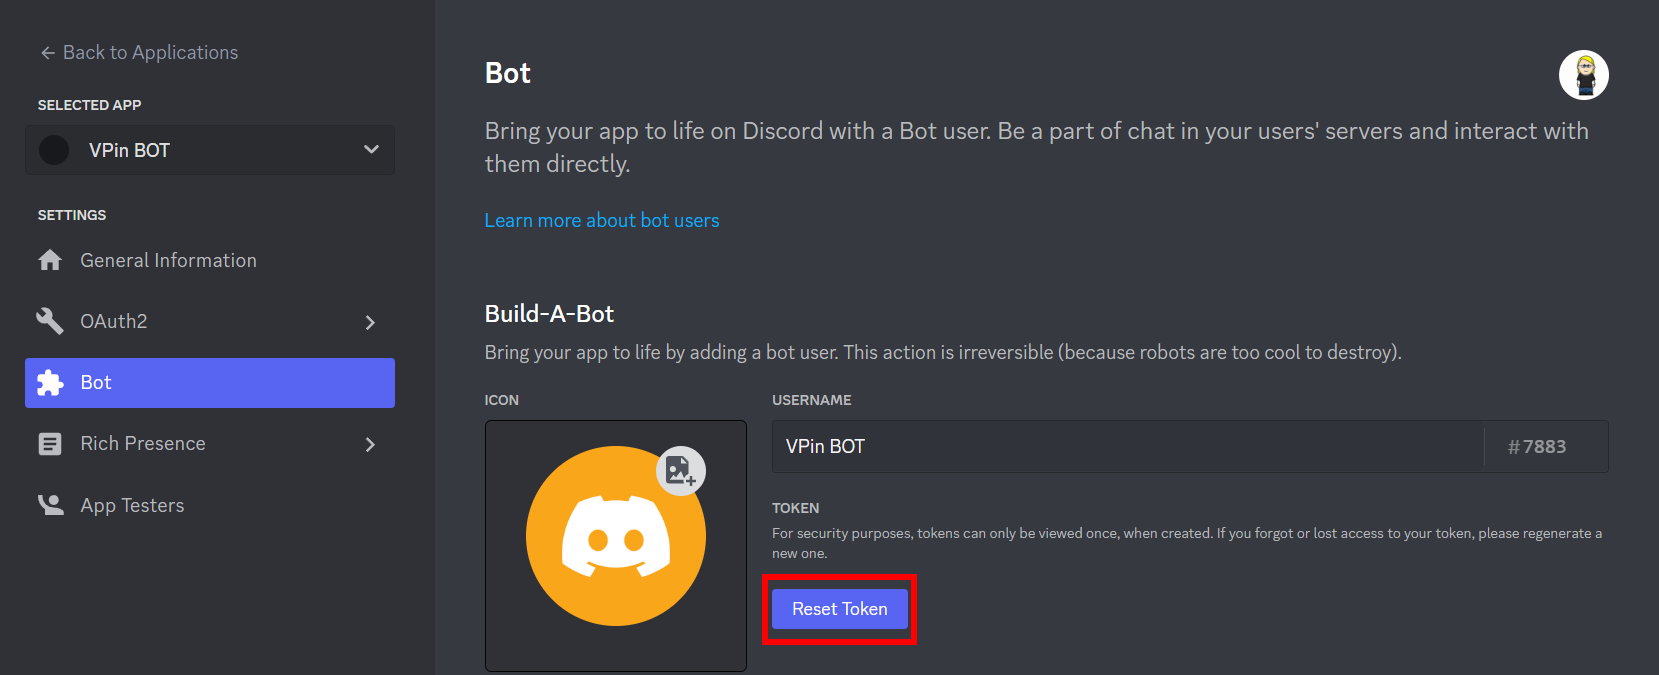 Back to Applications
SELECTED APP
VPin BOT
SETTINGS
General Information
OAuth2
Bot
Rich Presence
App Testers
Bot
Bring your app to life on Discord with a Bot user. Be a part of chat in your users' servers and interact with
them directly.
Learn more about bot users
Build-A-Bot
Bring your app to life by adding a bot user. This action is irreversible (because robots are too cool to destroy).
ICON
USERNAME
VPin BOT
#7883
TOKEN
For security purposes, tokens can only be viewed once, when created. If you forgot or lost access to your token, please regenerate a
new one.
Reset Token